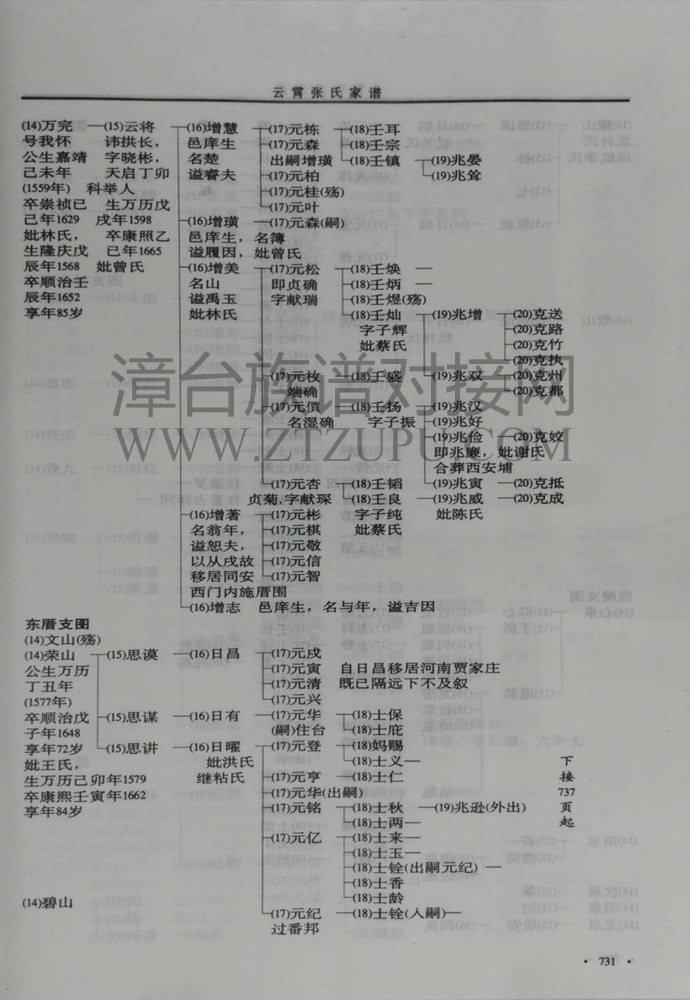 云霄张氏家谱
(14)万完 (15)云将 (16)增慧 (17)元栋 (18)壬耳
号我怀 讳拱长， 邑庠生 (17)元森 (18)壬宗
公生嘉靖 字晓彬， 名楚 出嗣增璜 (18)壬镇 (19)兆晏
己未年 天启丁卯 谥睿夫 (17)元柏 (19)兆耸
(1559年) 科举人 (17)元桂(殇)
卒崇祯已 生万历戊 (17)元叶
己年1629 戌年1598 (16)增璜 (17)元森(嗣)
妣林氏， 卒康照乙 邑庠生，名簿
生隆庆戊 已年1665 谥履因，妣曾氏
辰年1568 妣曾氏 (16)增美 (17)元松 (18)壬焕 —
卒顺治壬 名山 即贞确 (18)壬炳 —
辰年1652 谥禹玉 字献瑞 (18)壬煜(殇)
享年85岁 妣林氏 (18)壬灿 (19)兆增 (20)克送
字子辉 (20)克路
妣蔡氏 (20)克竹
(20)克执
(17)元枚 (18)壬盛 (19)兆双 (20)克州
端确 (20)克都
(17)元價 (18)壬扬 (19)兆汉
名湿确 字子振 (19)兆好
(19)兆俭 (20)克姣
即兆廉，妣谢氏
合葬西安埔
(17)元杏 (18)壬韬 (19)兆寅 (20)克抵
贞菊,字献琛 (18)壬良 (19)兆威 (20)克成
(16)增著 (17)元彬 字子纯 妣陈氏
名翁年， (17)元棋 妣蔡氏
谥恕夫， (17)元敬
以从戌故 (17)元信
移居同安 (17)元智
西门内施厝围
(16)增志 邑庠生，名与年，谥吉因
东厝支图
(14)文山(殇)
(14)荣山 (15)思谟 (16)日昌 (17)元成
公生万历 (17)元寅 自日昌移居河南贾家庄
丁丑年 (17)元清 既已隔远下不及叙
(1577年) (17)元兴
卒顺治戊 (15)思谋 (16)日有 (17)元华 (18)士保
子年1648 (嗣)住台 (18)士庇
享年72岁 (15)思讲 (16)日曜 (17)元登 (18)妈赐
妣王氏， 妣洪氏 (18)士义— 下
生万历己卯年1579 继粘氏 (17)元亨 (18)士仁 接
卒康熙壬寅年1662 (17)元华(出嗣) 737
享年84岁 (17)元铭 (18)士秋 (19)兆逊(外出) 页
(18)士两— 起
(17)元亿 (18)士来—
(18)士玉—
(18)士铨(出嗣元纪) —
(18)士香
(14)碧山 (18)士龄
(17)元纪 (18)士铨(人嗣)—
过番邦
· 731 ·
漳台族谱对接网
WWW.ZTZUPU.COM